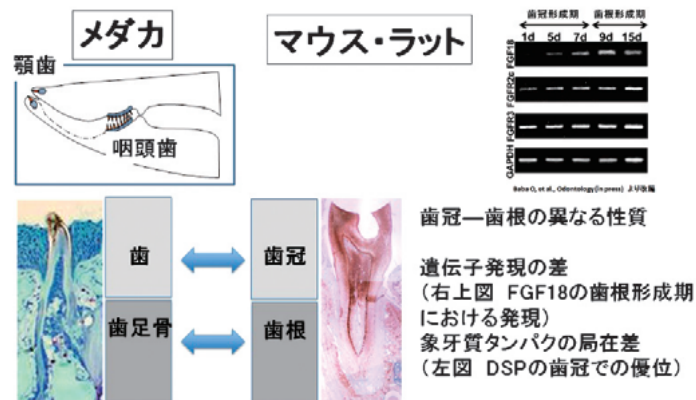 メダカ
マウス・ラット
顎歯
咽頭歯
歯冠形成期
歯根形成期
1d 5d 7d 9d 15d
FGF18
FGFR2c
FGFR3
GAPDH
Baba O, et al., Odontology(in press) より改編
歯
歯冠
歯足骨
歯根
歯冠―歯根の異なる性質
遺伝子発現の差
(右上図 FGF18の歯根形成期
における発現)
象牙質タンパクの局在差
(左図 DSPの歯冠での優位)